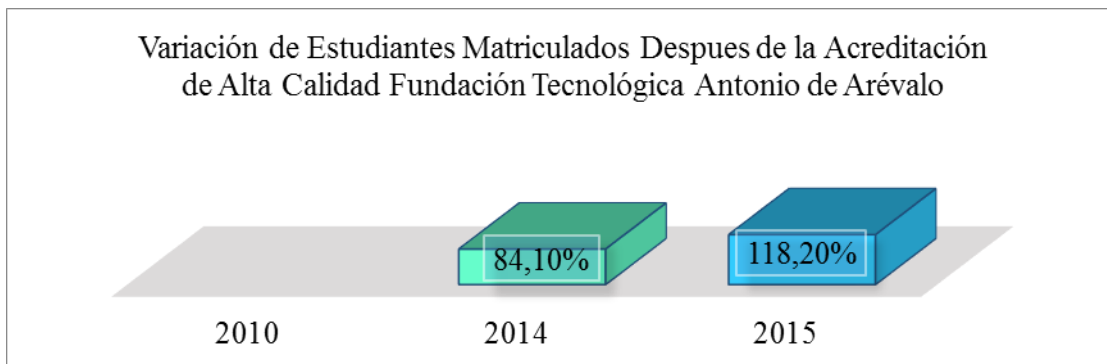 Variación de Estudiantes Matriculados Despues de la Acreditación
de Alta Calidad Fundación Tecnológica Antonio de Arévalo
84,10%
118,20%
2010
2014
2015